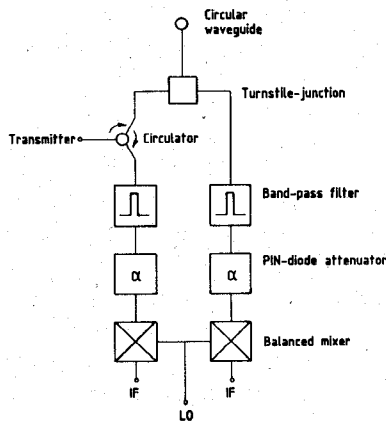 Circular
waveguide
Turnstile-junction
Transmitter
Circulator
Band-pass filter
PIN-diode attenuator
α
α
Balanced mixer
IF
IF
LO